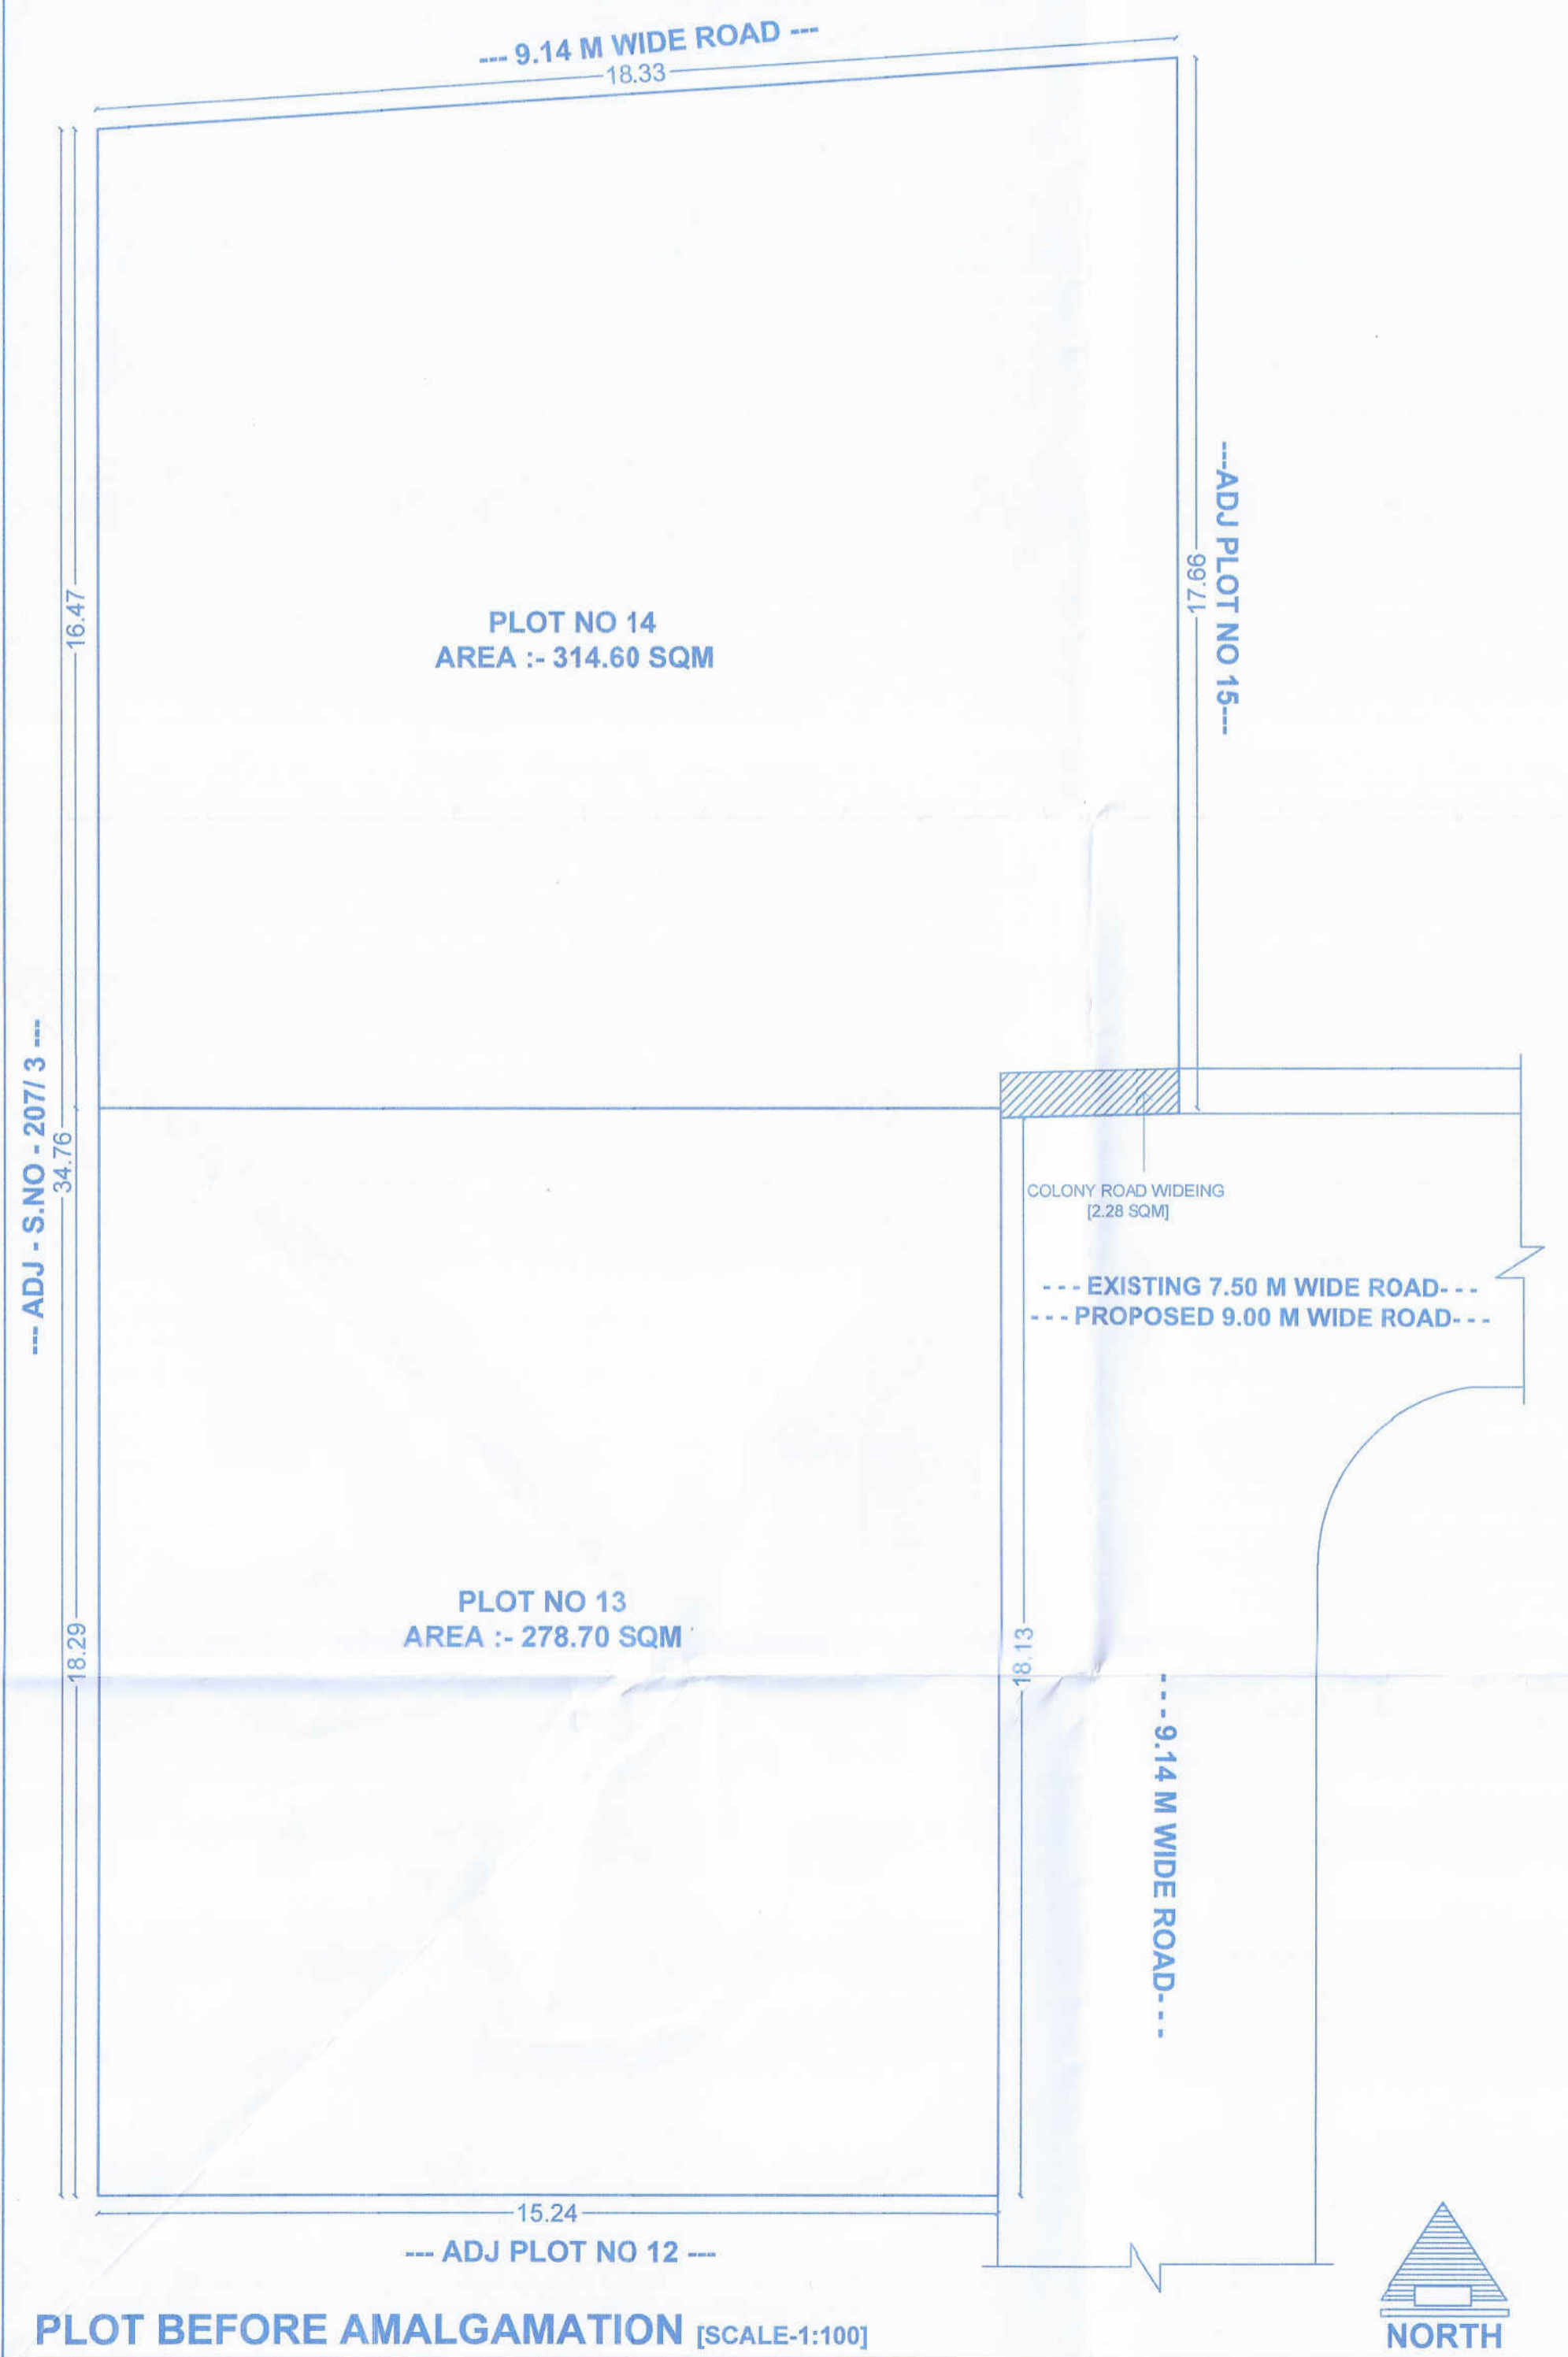 --- 9.14 M WIDE ROAD ---
18.33
16.47
17.66
---ADJ PLOT NO 15---
PLOT NO 14
AREA :- 314.60 SQM
--- ADJ - S.NO - 207/ 3 ---
34.76
COLONY ROAD WIDEING
[2.28 SQM]
- - - EXISTING 7.50 M WIDE ROAD- - -
- - - PROPOSED 9.00 M WIDE ROAD- - -
PLOT NO 13
AREA :- 278.70 SQM
18.29
18.13
- - - 9.14 M WIDE ROAD- - -
15.24
--- ADJ PLOT NO 12 ---
PLOT BEFORE AMALGAMATION [SCALE-1:100]
NORTH